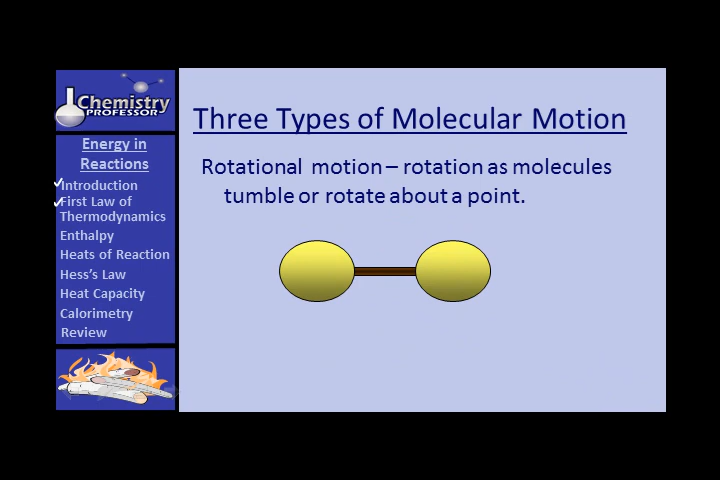 Chemistry
PROFESSOR
Energy in
Reactions
Introduction
First Law of
Thermodynamics
Enthalpy
Heats of Reaction
Hess's Law
Heat Capacity
Calorimetry
Review
Three Types of Molecular Motion
Rotational motion – rotation as molecules
tumble or rotate about a point.